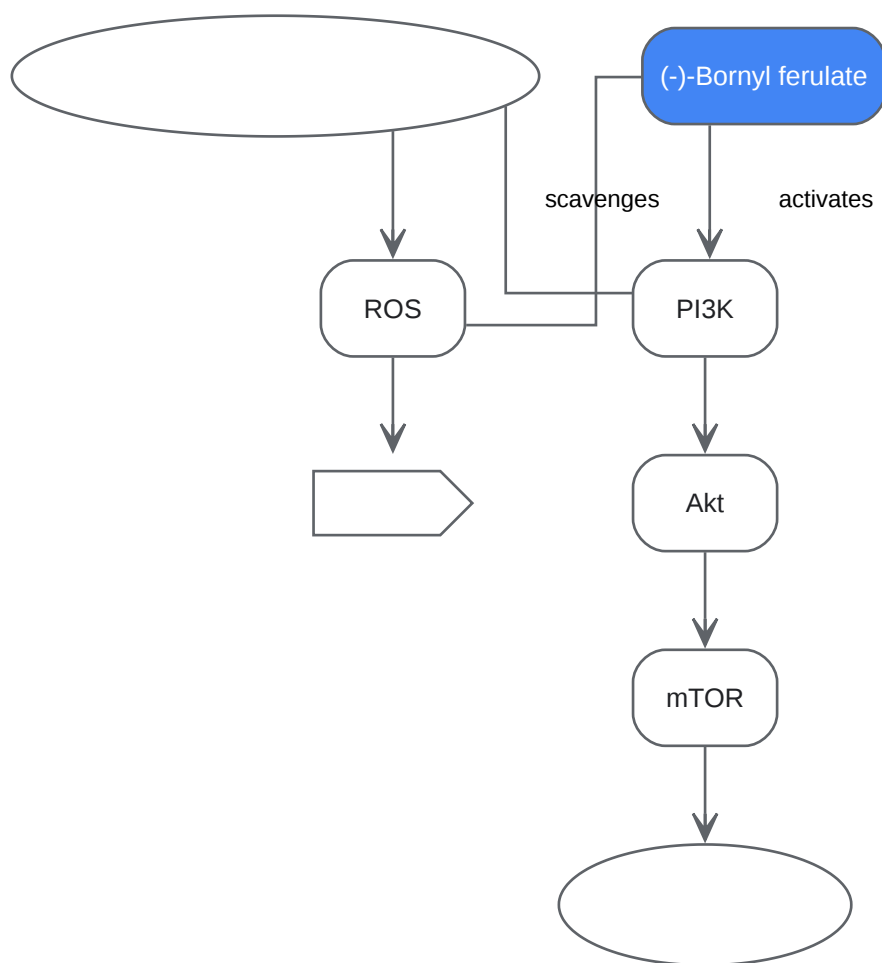 (-)-Bornyl ferulate
scavenges
activates
ROS
PI3K
Akt
mTOR